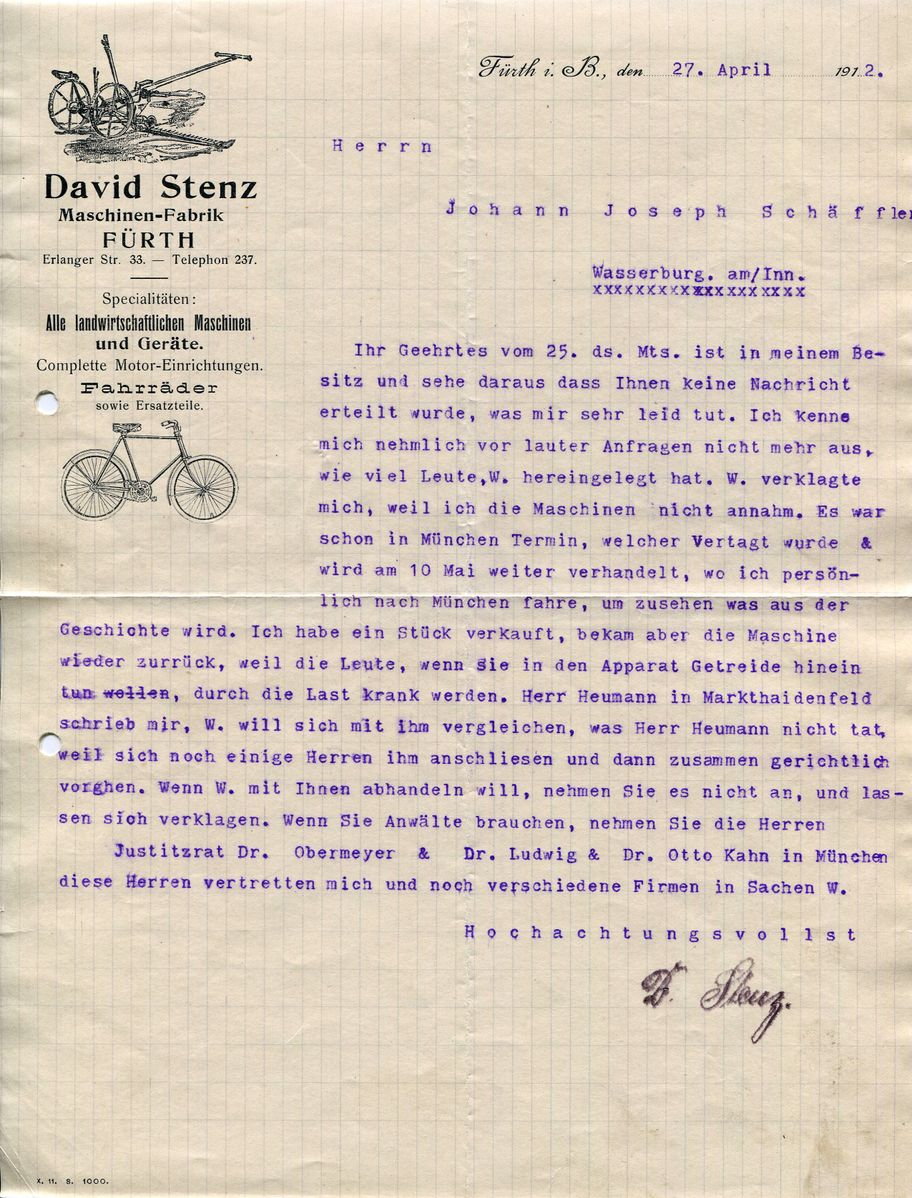 David Stenz
Maschinen-Fabrik
FÜRTH
Erlanger Str. 33. — Telephon 237.
Specialitäten:
Alle landwirtschaftlichen Maschinen
und Geräte.
Complette Motor-Einrichtungen.
Fahrräder
sowie Ersatzteile.
Fürth i. B., den 27. April 1912.
Herrn
Johann Joseph Schäffler
Wasserburg. am/Inn.
xxxxxxxxxxxxxxxxxxxx
Ihr Geehrtes vom 25. ds. Mts. ist in meinem Be-
sitz und sehe daraus dass Ihnen keine Nachricht
erteilt wurde, was mir sehr leid tut. Ich kenne
mich nehmlich vor lauter Anfragen nicht mehr aus,
wie viel Leute,W. hereingelegt hat. W. verklagte
mich, weil ich die Maschinen nicht annahm. Es war
schon in München Termin, welcher Vertagt wurde &
wird am 10 Mai weiter verhandelt, wo ich persön-
lich nach München fahre, um zusehen was aus der
Geschichte wird. Ich habe ein Stück verkauft, bekam aber die Maschine
wieder zurrück, weil die Leute, wenn Sie in den Apparat Getreide hinein
tun wollen, durch die Last krank werden. Herr Heumann in Markthaidenfeld
schrieb mir, W. will sich mit ihm vergleichen, was Herr Heumann nicht tat,
weil sich noch einige Herren ihm anschliesen und dann zusammen gerichtlich
vorghen. Wenn W. mit Ihnen abhandeln will, nehmen Sie es nicht an, und las-
sen sich verklagen. Wenn Sie Anwälte brauchen, nehmen Sie die Herren
Justitzrat Dr. Obermeyer & Dr. Ludwig & Dr. Otto Kahn in München
diese Herren vertretten mich und noch verschiedene Firmen in Sachen W.
Hochachtungsvollst
D. Stenz.
X. 11. S. 1000.